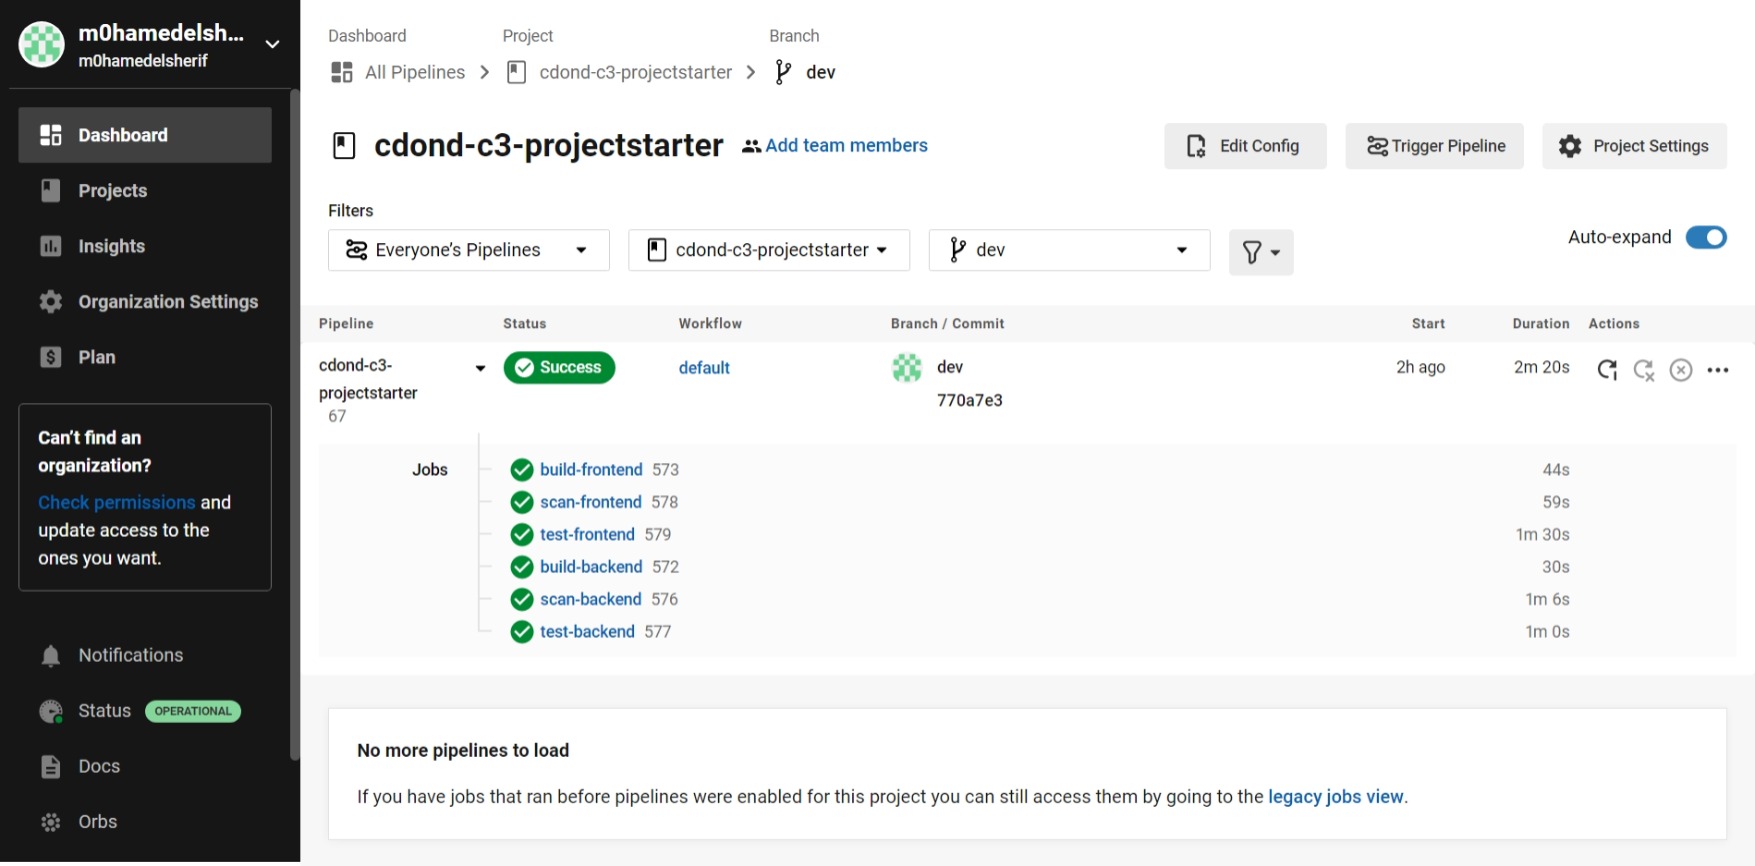 m0hamedelsh...
m0hamedelsherif
Dashboard
Projects
Insights
Organization Settings
Plan
Can't find an
organization?
Check permissions and
update access to the
ones you want.
Notifications
Status OPERATIONAL
Docs
Orbs
Dashboard Project Branch
All Pipelines cdond-c3-projectstarter dev
cdond-c3-projectstarter Add team members Edit Config Trigger Pipeline Project Settings
Filters
Everyone's Pipelines cdond-c3-projectstarter dev Auto-expand
Pipeline Status Workflow Branch / Commit Start Duration Actions
cdond-c3- Success default dev 2h ago 2m 20s
projectstarter 770a7e3
67
Jobs build-frontend 573 44s
scan-frontend 578 59s
test-frontend 579 1m 30s
build-backend 572 30s
scan-backend 576 1m 6s
test-backend 577 1m 0s
No more pipelines to load
If you have jobs that ran before pipelines were enabled for this project you can still access them by going to the legacy jobs view.